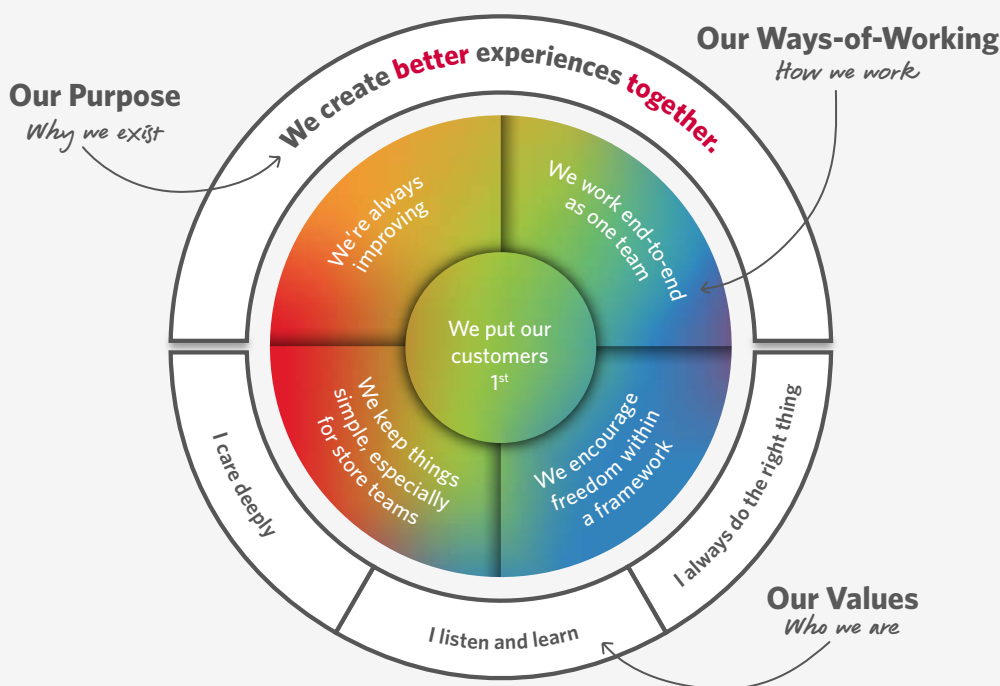 Our Purpose
Why we exist
We create better experiences together.
Our Ways-of-Working
How we work
We're always
improving
We work end-to-end
as one team
We put our
customers
1st
We keep things
simple, especially
for store teams
We encourage
freedom within
a framework
I care deeply
I listen and learn
I always do the right thing
Our Values
Who we are